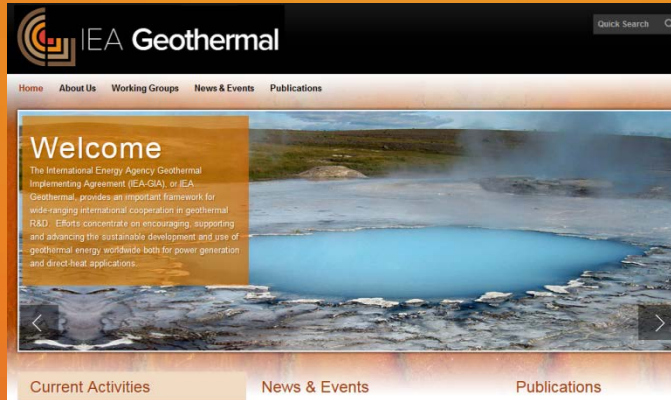 IEA Geothermal
Quick Search
Home About Us Working Groups News & Events Publications
Welcome
The International Energy Agency Geothermal
Implementing Agreement (IEA-GIA), or IEA
Geothermal, provides an important framework for
wide-ranging international cooperation in geothermal
R&D. Efforts concentrate on encouraging, supporting
and advancing the sustainable development and use of
geothermal energy worldwide both for power generation
and direct-heat applications.
Current Activities News & Events Publications